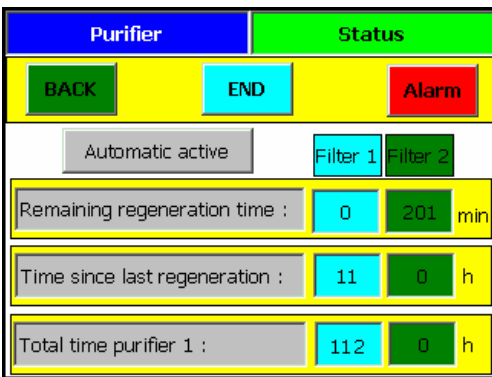 Purifier Status
BACK END Alarm
Automatic active Filter 1 Filter 2
Remaining regeneration time : 0 201 min
Time since last regeneration : 11 0 h
Total time purifier 1 : 112 0 h